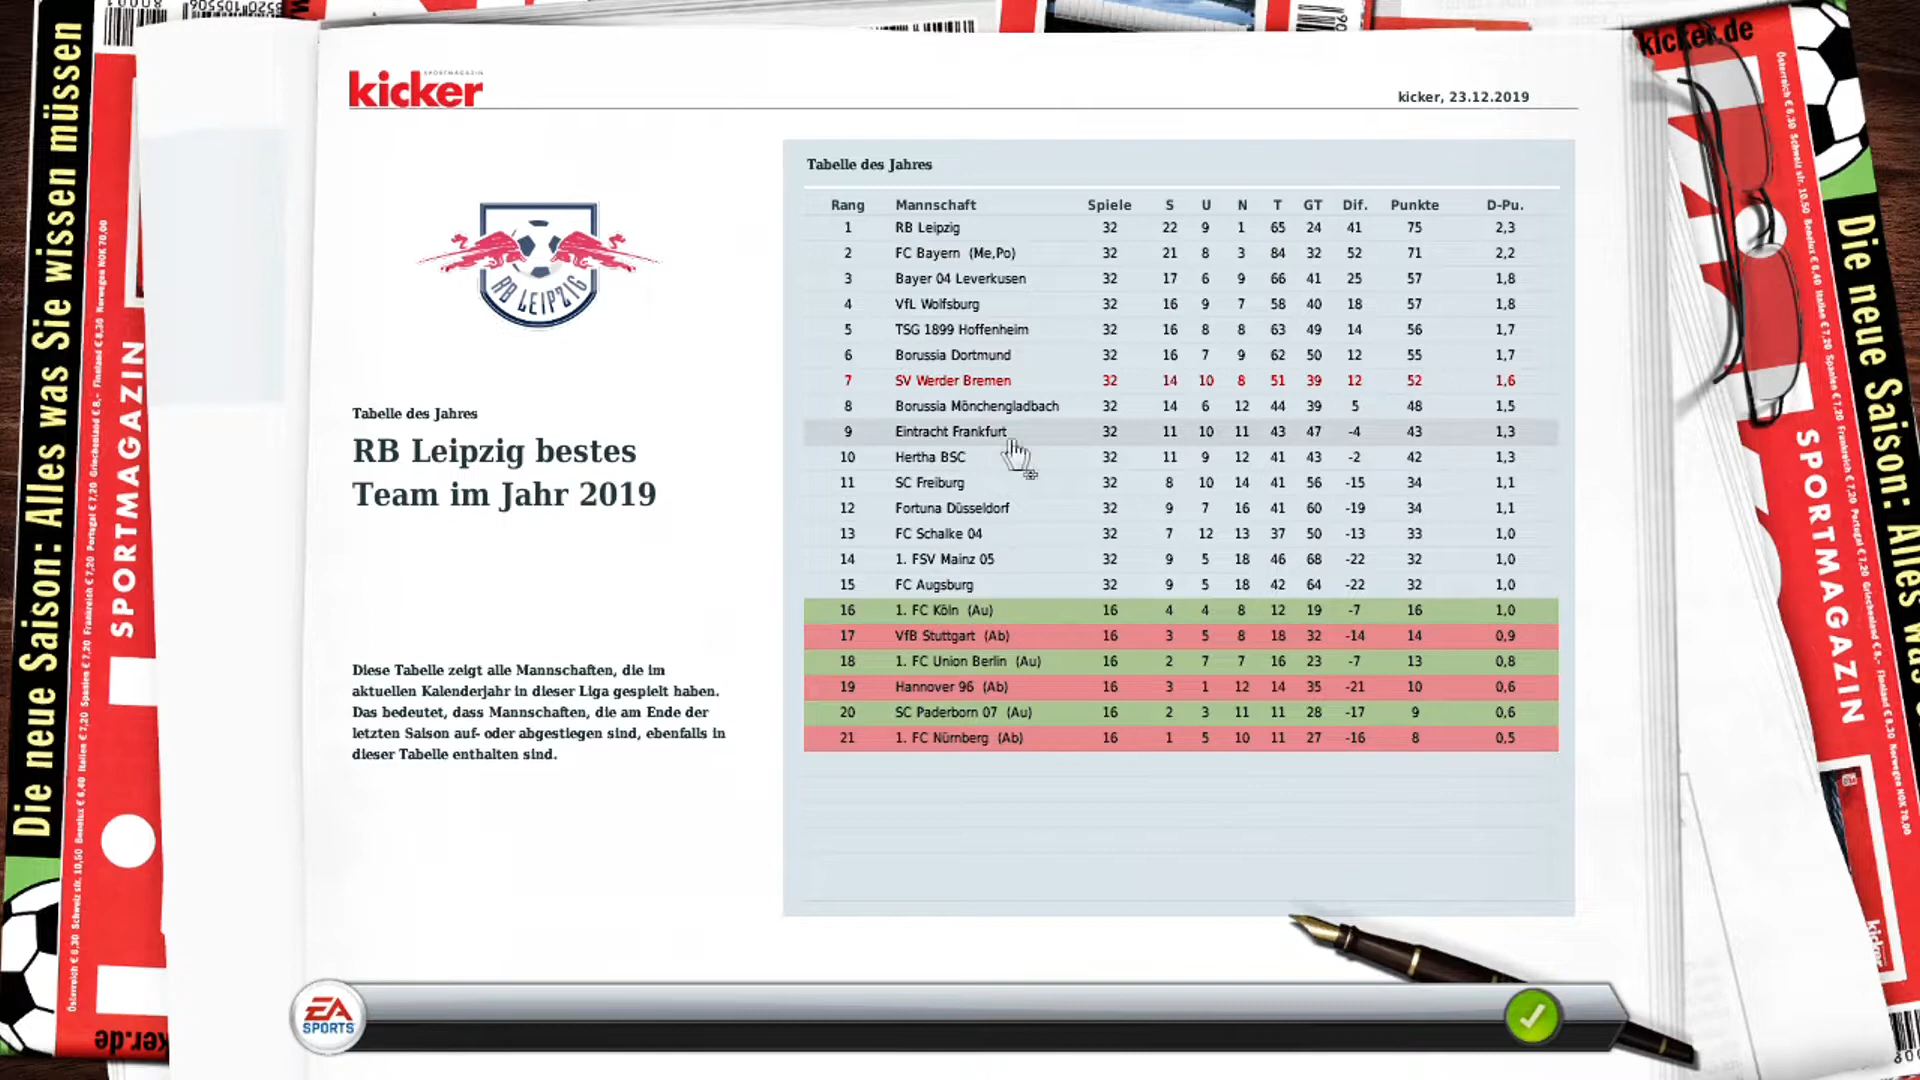 kicker
SPORTMAGAZIN
kicker, 23.12.2019
RB LEIPZIG
Tabelle des Jahres
RB Leipzig bestes
Team im Jahr 2019
Diese Tabelle zeigt alle Mannschaften, die im
aktuellen Kalenderjahr in dieser Liga gespielt haben.
Das bedeutet, dass Mannschaften, die am Ende der
letzten Saison auf- oder abgestiegen sind, ebenfalls in
dieser Tabelle enthalten sind.
Tabelle des Jahres
Rang Mannschaft Spiele S U N T GT Dif. Punkte D-Pu.
1 RB Leipzig 32 22 9 1 65 24 41 75 2,3
2 FC Bayern (Me,Po) 32 21 8 3 84 32 52 71 2,2
3 Bayer 04 Leverkusen 32 17 6 9 66 41 25 57 1,8
4 VfL Wolfsburg 32 16 9 7 58 40 18 57 1,8
5 TSG 1899 Hoffenheim 32 16 8 8 63 49 14 56 1,7
6 Borussia Dortmund 32 16 7 9 62 50 12 55 1,7
7 SV Werder Bremen 32 14 10 8 51 39 12 52 1,6
8 Borussia Mönchengladbach 32 14 6 12 44 39 5 48 1,5
9 Eintracht Frankfurt 32 11 10 11 43 47 -4 43 1,3
10 Hertha BSC 32 11 9 12 41 43 -2 42 1,3
11 SC Freiburg 32 8 10 14 41 56 -15 34 1,1
12 Fortuna Düsseldorf 32 9 7 16 41 60 -19 34 1,1
13 FC Schalke 04 32 7 12 13 37 50 -13 33 1,0
14 1. FSV Mainz 05 32 9 5 18 46 68 -22 32 1,0
15 FC Augsburg 32 9 5 18 42 64 -22 32 1,0
16 1. FC Köln (Au) 16 4 4 8 12 19 -7 16 1,0
17 VfB Stuttgart (Ab) 16 3 5 8 18 32 -14 14 0,9
18 1. FC Union Berlin (Au) 16 2 7 7 16 23 -7 13 0,8
19 Hannover 96 (Ab) 16 3 1 12 14 35 -21 10 0,6
20 SC Paderborn 07 (Au) 16 2 3 11 11 28 -17 9 0,6
21 1. FC Nürnberg (Ab) 16 1 5 10 11 27 -16 8 0,5
EA
SPORTS
Die neue Saison: Alles was Sie wissen müssen
SPORTMAGAZIN
kicker.de
Die neue Saison: Alles
SPORTMAGAZIN
kicker